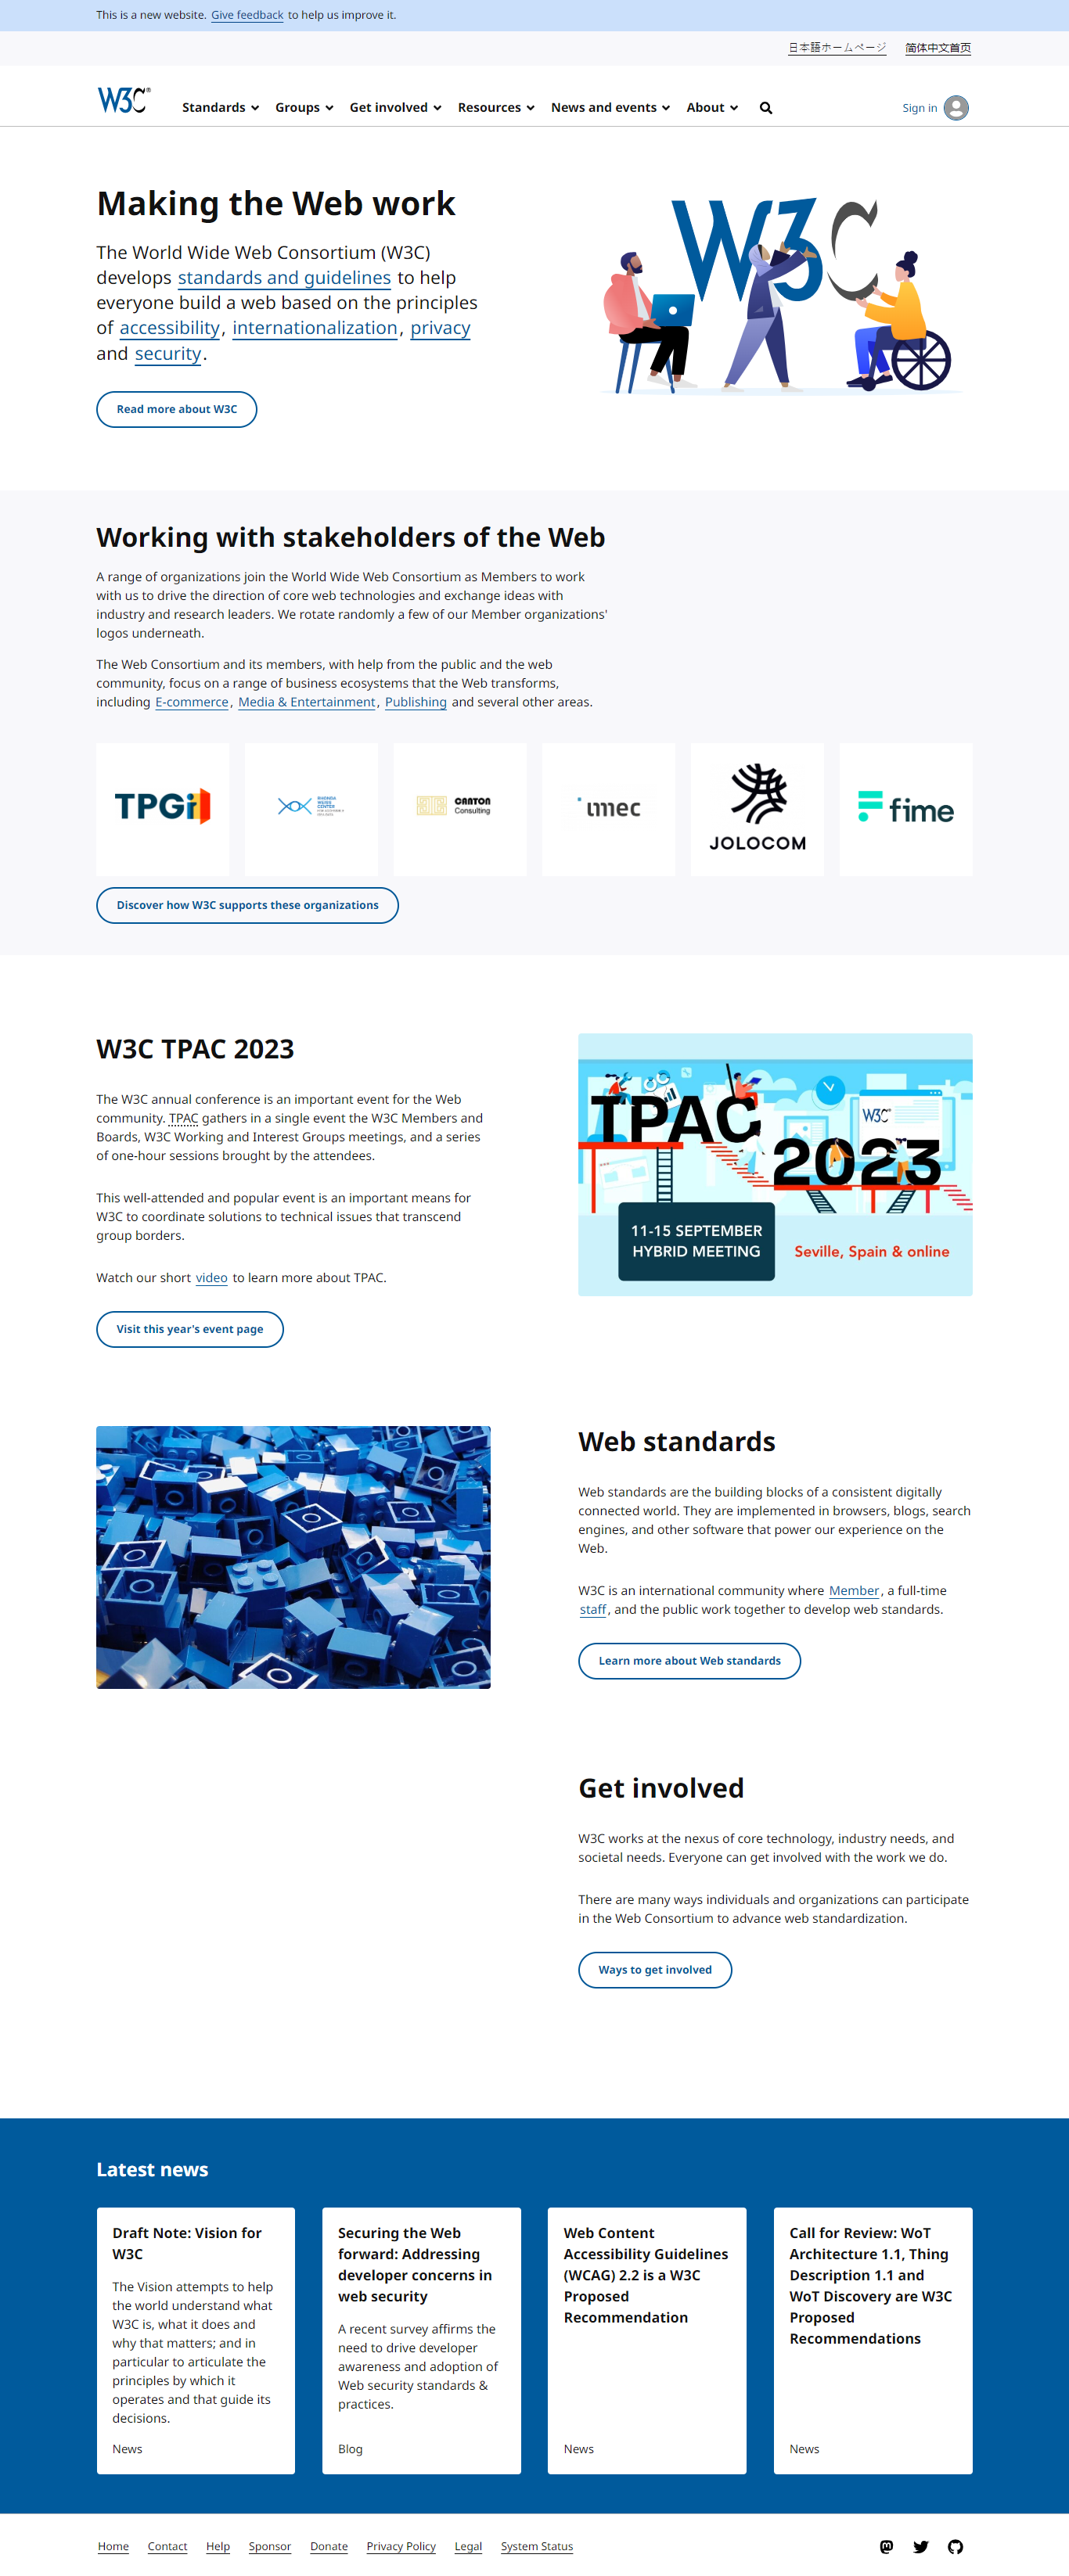 This is a new website. Give feedback to help us improve it.
日本語ホームページ 简体中文首页
W3C®
Standards Groups Get involved Resources News and events About
Sign in
Making the Web work
The World Wide Web Consortium (W3C)
develops standards and guidelines to help
everyone build a web based on the principles
of accessibility, internationalization, privacy
and security.
Read more about W3C
W3C
Working with stakeholders of the Web
A range of organizations join the World Wide Web Consortium as Members to work
with us to drive the direction of core web technologies and exchange ideas with
industry and research leaders. We rotate randomly a few of our Member organizations'
logos underneath.
The Web Consortium and its members, with help from the public and the web
community, focus on a range of business ecosystems that the Web transforms,
including E-commerce, Media & Entertainment, Publishing and several other areas.
TPGi
CANTON
Consulting
imec
JOLOCOM
fime
Discover how W3C supports these organizations
W3C TPAC 2023
The W3C annual conference is an important event for the Web
community. TPAC gathers in a single event the W3C Members and
Boards, W3C Working and Interest Groups meetings, and a series
of one-hour sessions brought by the attendees.
This well-attended and popular event is an important means for
W3C to coordinate solutions to technical issues that transcend
group borders.
Watch our short video to learn more about TPAC.
Visit this year's event page
TPAC
W3C®
2023
11-15 SEPTEMBER
HYBRID MEETING
Seville, Spain & online
Web standards
Web standards are the building blocks of a consistent digitally
connected world. They are implemented in browsers, blogs, search
engines, and other software that power our experience on the
Web.
W3C is an international community where Member, a full-time
staff, and the public work together to develop web standards.
Learn more about Web standards
Get involved
W3C works at the nexus of core technology, industry needs, and
societal needs. Everyone can get involved with the work we do.
There are many ways individuals and organizations can participate
in the Web Consortium to advance web standardization.
Ways to get involved
Latest news
Draft Note: Vision for
W3C
The Vision attempts to help
the world understand what
W3C is, what it does and
why that matters; and in
particular to articulate the
principles by which it
operates and that guide its
decisions.
News
Securing the Web
forward: Addressing
developer concerns in
web security
A recent survey affirms the
need to drive developer
awareness and adoption of
Web security standards &
practices.
Blog
Web Content
Accessibility Guidelines
(WCAG) 2.2 is a W3C
Proposed
Recommendation
News
Call for Review: WoT
Architecture 1.1, Thing
Description 1.1 and
WoT Discovery are W3C
Proposed
Recommendations
News
Home Contact Help Sponsor Donate Privacy Policy Legal System Status